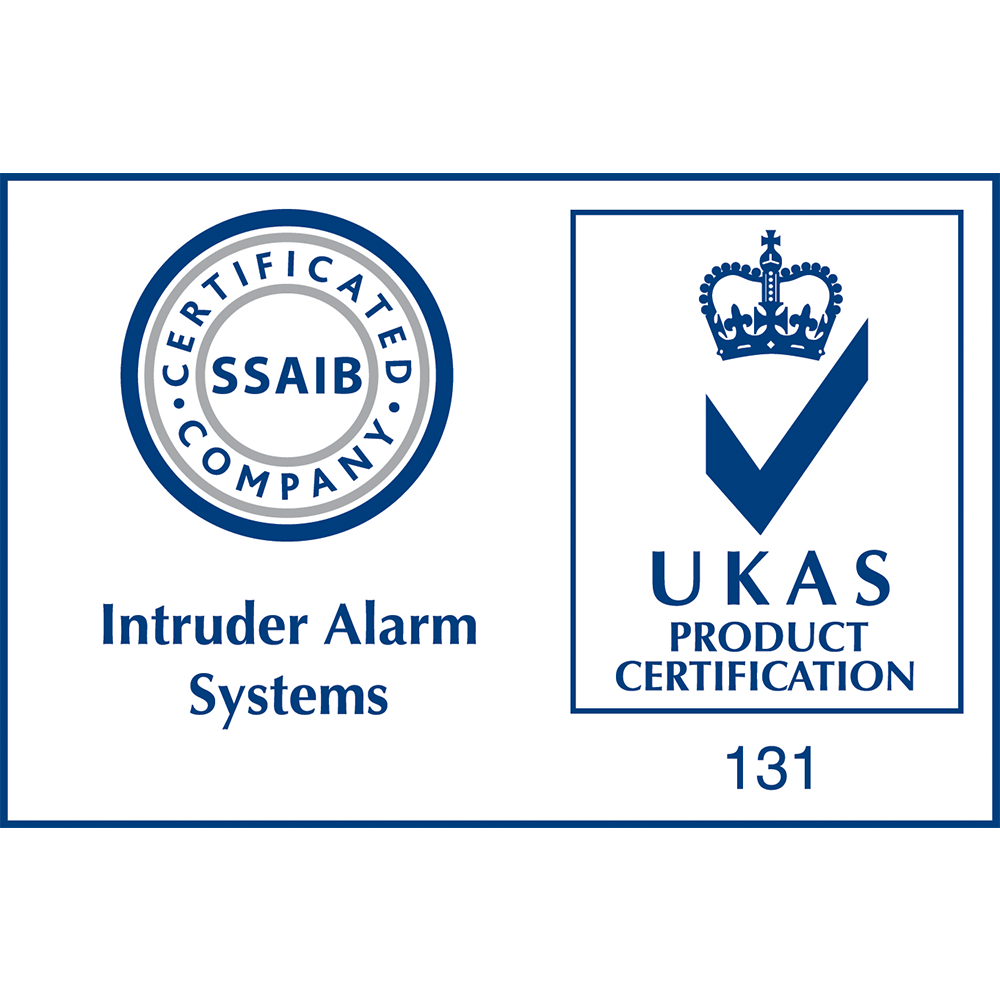 CERTIFICATED
SSAIB
COMPANY
Intruder Alarm
Systems
UKAS
PRODUCT
CERTIFICATION
131